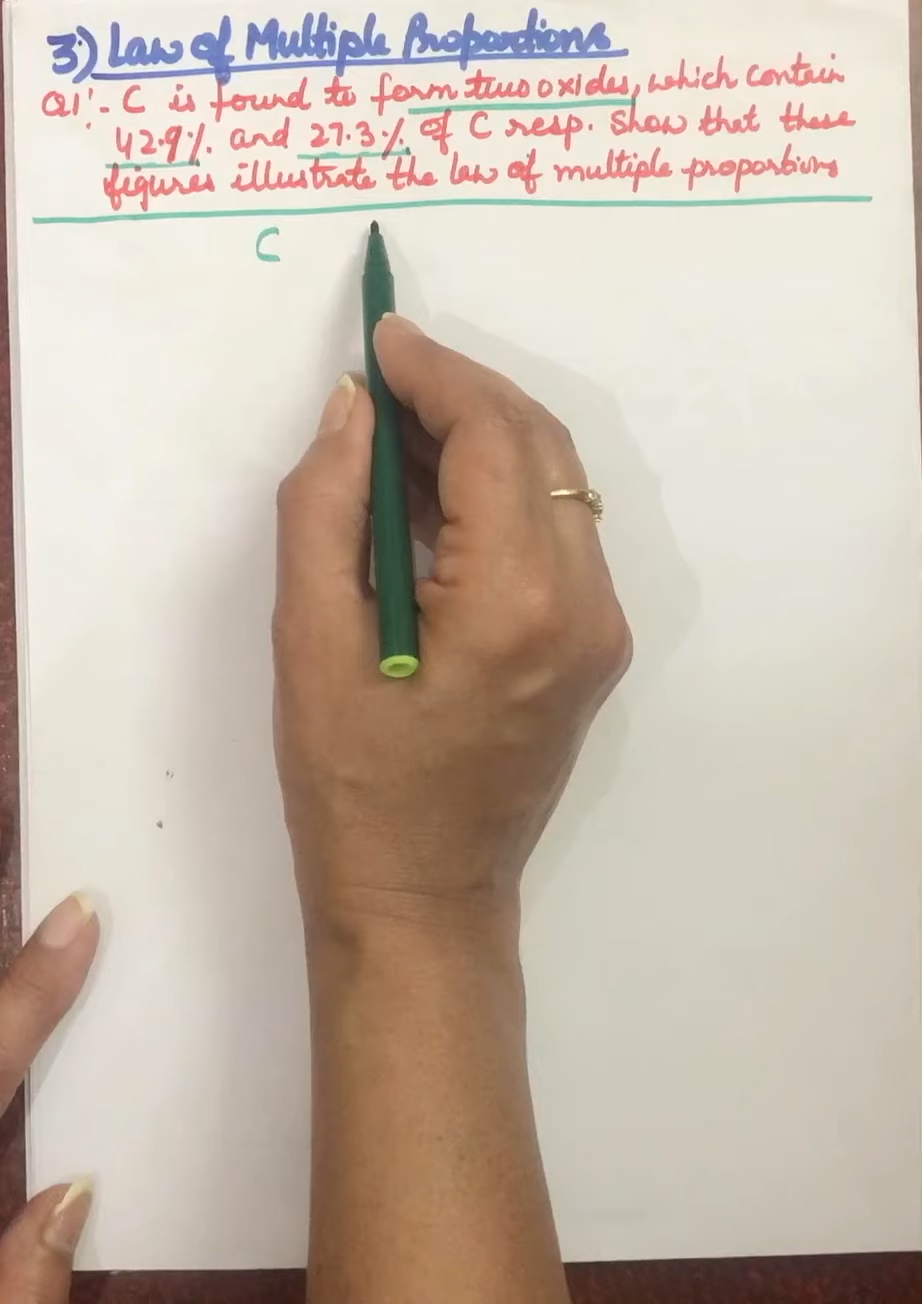 3) Law of Multiple Proportions
Q1:- C is found to form two oxides, which contain
42.9%. and 27.3%. of C resp. Show that these
figures illustrate the law of multiple proportions
C